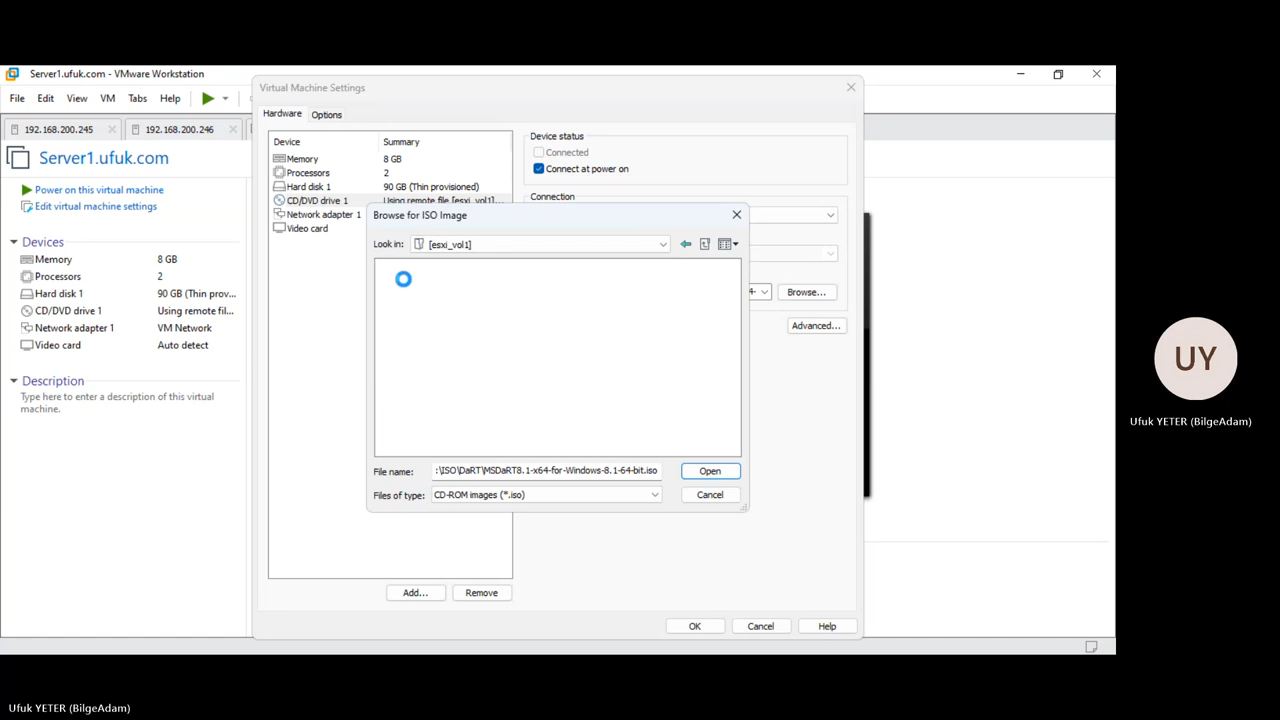 Server1.ufuk.com - VMware Workstation
File Edit View VM Tabs Help
192.168.200.245 192.168.200.246
Server1.ufuk.com
Power on this virtual machine
Edit virtual machine settings
Devices
Memory 8 GB
Processors 2
Hard disk 1 90 GB (Thin prov...
CD/DVD drive 1 Using remote fil...
Network adapter 1 VM Network
Video card Auto detect
Description
Type here to enter a description of this virtual
machine.
Virtual Machine Settings
Hardware Options
Device Summary
Memory 8 GB
Processors 2
Hard disk 1 90 GB (Thin provisioned)
CD/DVD drive 1 Using remote file [esxi_vol1]...
Network adapter 1
Video card
Device status
Connected
Connect at power on
Connection
Browse...
Advanced...
Browse for ISO Image
Look in: [esxi_vol1]
File name: :\ISO\DaRT\MSDaRT8.1-x64-for-Windows-8.1-64-bit.iso Open
Files of type: CD-ROM images (*.iso) Cancel
Add... Remove
OK Cancel Help
UY
Ufuk YETER (BilgeAdam)
Ufuk YETER (BilgeAdam)